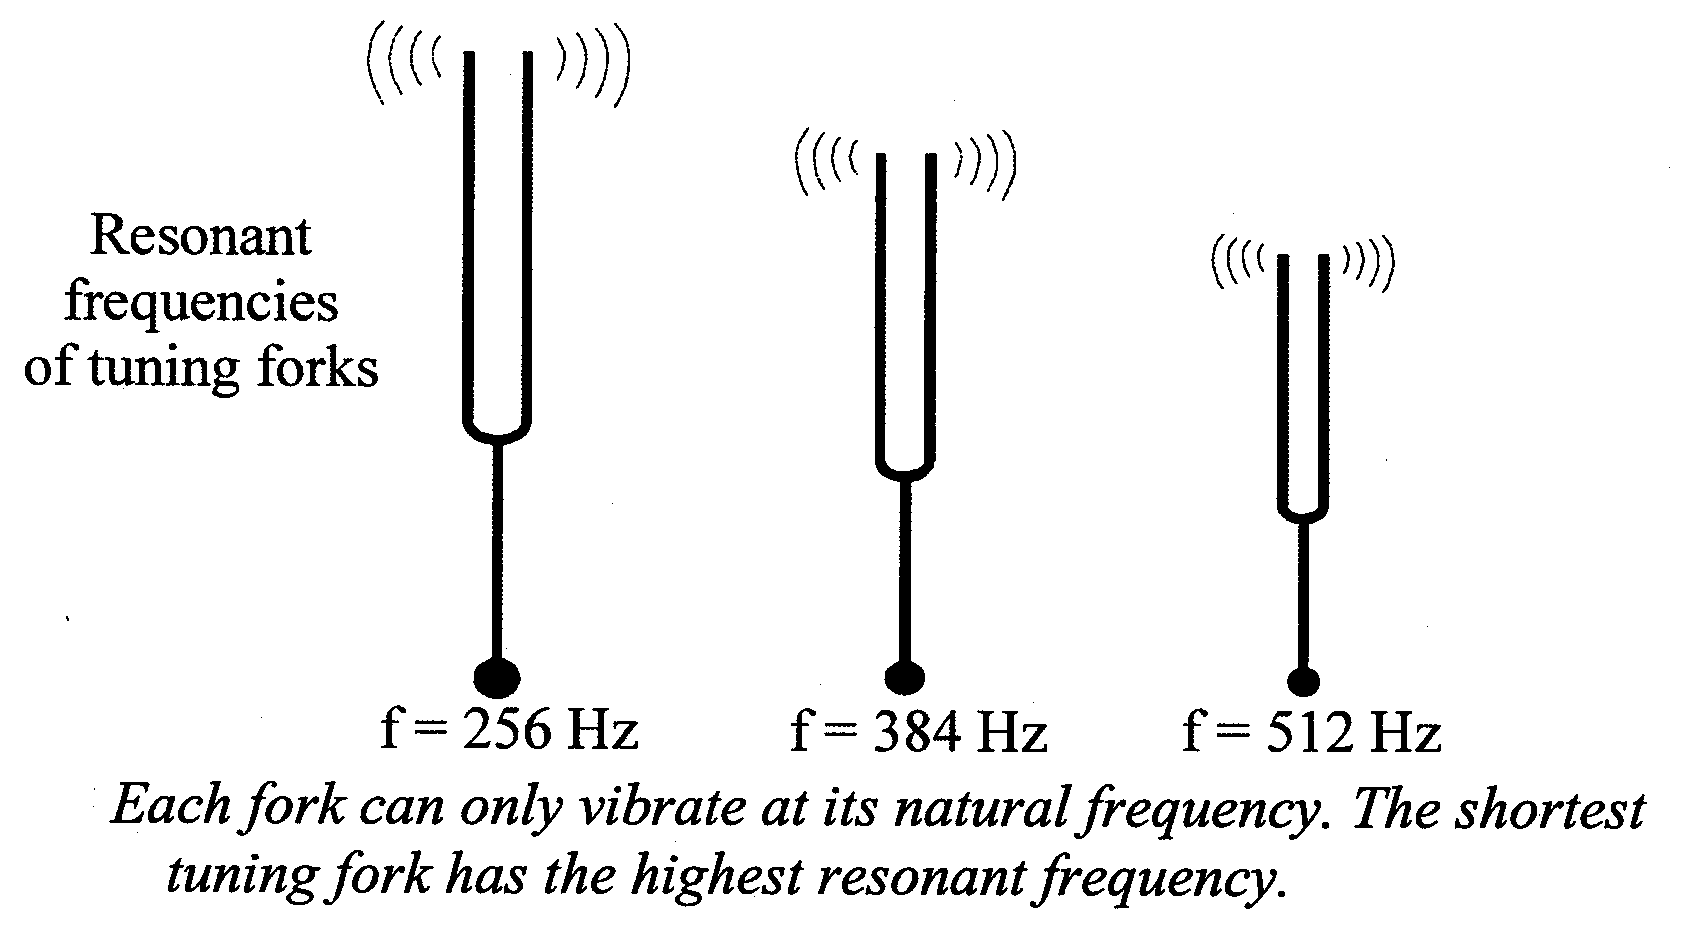 Resonant
frequencies
of tuning forks
f = 256 Hz
f = 384 Hz
f = 512 Hz
Each fork can only vibrate at its natural frequency. The shortest
tuning fork has the highest resonant frequency.